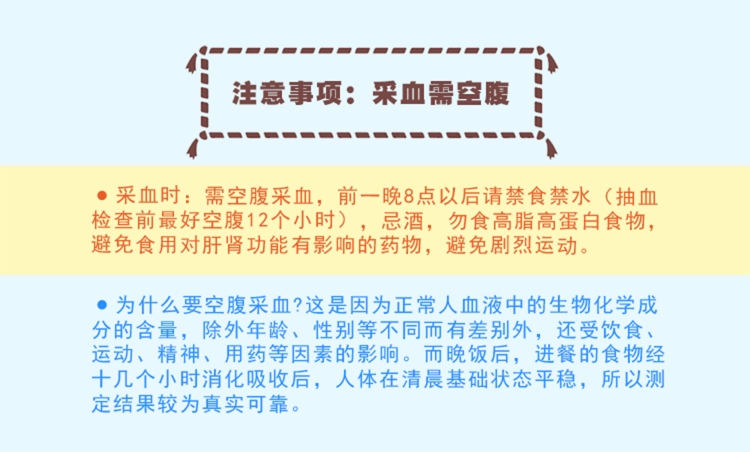 注意事项：采血需空腹
●采血时：需空腹采血，前一晚8点以后请禁食禁水（抽血
检查前最好空腹12个小时），忌酒，勿食高脂高蛋白食物，
避免食用对肝肾功能有影响的药物，避免剧烈运动。
●为什么要空腹采血?这是因为正常人血液中的生物化学成
分的含量，除外年龄、性别等不同而有差别外，还受饮食、
运动、精神、用药等因素的影响。而晚饭后，进餐的食物经
十几个小时消化吸收后，人体在清晨基础状态平稳，所以测
定结果较为真实可靠。